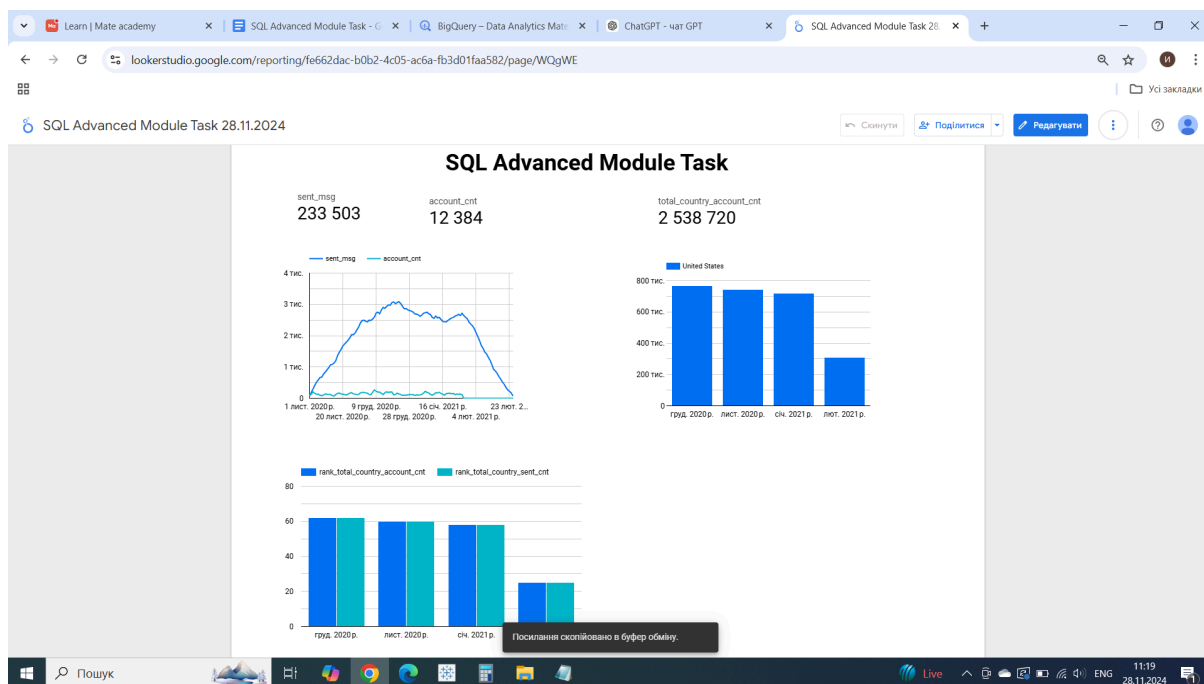 Learn | Mate academy
SQL Advanced Module Task - G
BigQuery – Data Analytics Mate
ChatGPT - чат GPT
SQL Advanced Module Task 28.
lookerstudio.google.com/reporting/fe662dac-b0b2-4c05-ac6a-fb3d01faa582/page/WQgWE
И
Усі закладки
SQL Advanced Module Task 28.11.2024
Скинути
Поділитися
Редагувати
SQL Advanced Module Task
sent_msg
233 503
account_cnt
12 384
total_country_account_cnt
2 538 720
sent_msg account_cnt
4 тис.
3 тис.
2 тис.
1 тис.
0
1 лист. 2020 р. 9 груд. 2020 р. 16 січ. 2021 р. 23 лют. 2...
20 лист. 2020 р. 28 груд. 2020 р. 4 лют. 2021 р.
United States
800 тис.
600 тис.
400 тис.
200 тис.
0
груд. 2020 р. лист. 2020 р. січ. 2021 р. лют. 2021 р.
rank_total_country_account_cnt rank_total_country_sent_cnt
80
60
40
20
0
груд. 2020 р. лист. 2020 р. січ. 2021 р.
Посилання скопійовано в буфер обміну.
Пошук
Live
ENG
11:19
28.11.2024